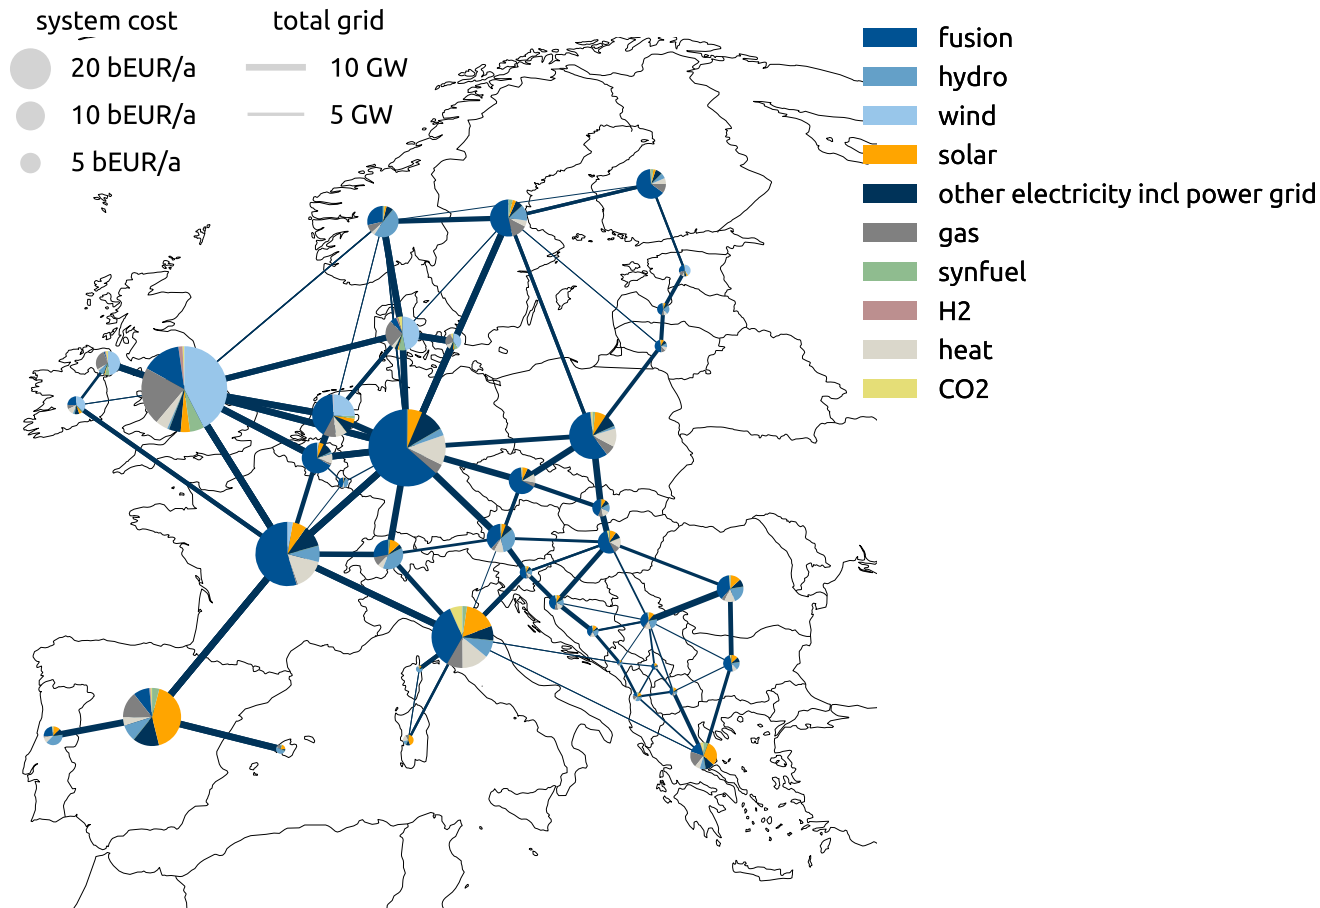 system cost
20 bEUR/a
10 bEUR/a
5 bEUR/a
total grid
10 GW
5 GW
fusion
hydro
wind
solar
other electricity incl power grid
gas
synfuel
H2
heat
CO2